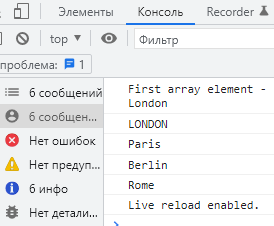 Элементы Консоль Recorder
top Фильтр
проблема: 1
6 сообщений
6 сообщен...
Нет ошибок
Нет предуп...
6 инфо
Нет детали...
First array element -
London
LONDON
Paris
Berlin
Rome
Live reload enabled.